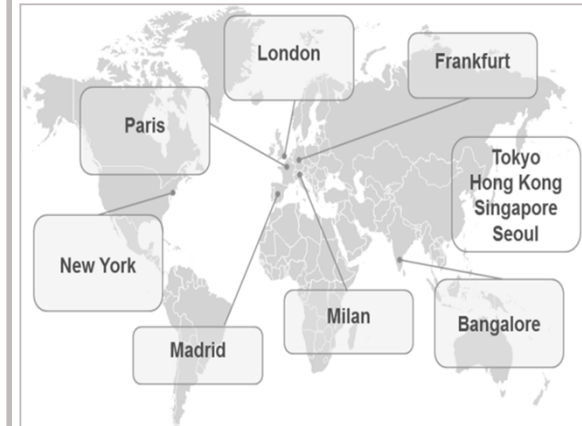 London
Frankfurt
Paris
Tokyo
Hong Kong
Singapore
Seoul
New York
Milan
Bangalore
Madrid